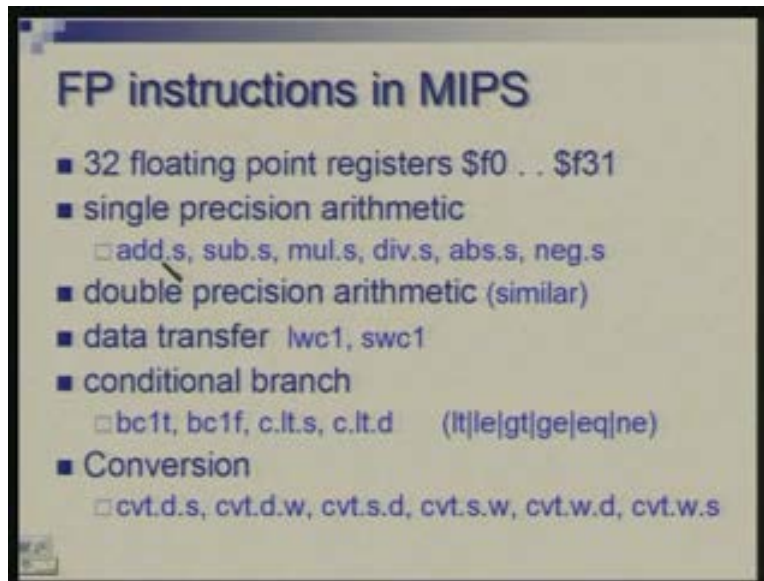 FP instructions in MIPS
32 floating point registers $f0 . . $f31
single precision arithmetic
add.s, sub.s, mul.s, div.s, abs.s, neg.s
double precision arithmetic (similar)
data transfer lwc1, swc1
conditional branch
bc1t, bc1f, c.lt.s, c.lt.d (lt|le|gt|ge|eq|ne)
Conversion
cvt.d.s, cvt.d.w, cvt.s.d, cvt.s.w, cvt.w.d, cvt.w.s